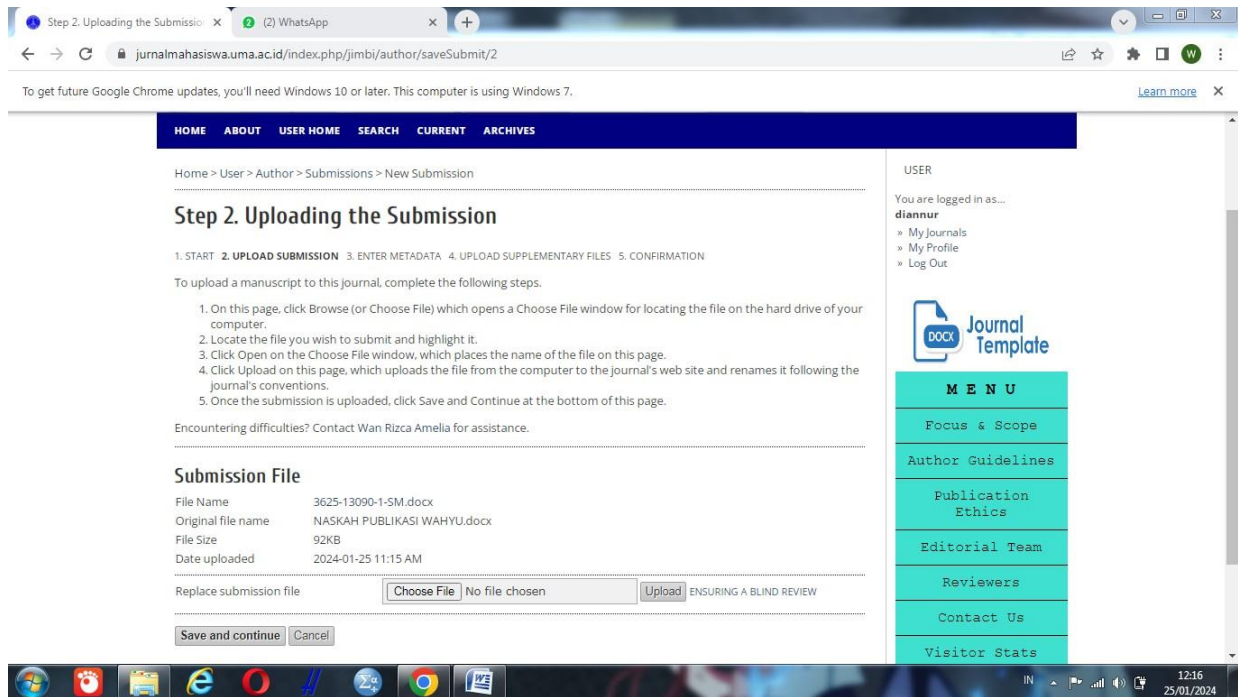 Step 2. Uploading the Submissio
2 (2) WhatsApp
jurnalmahasiswa.uma.ac.id/index.php/jimbi/author/saveSubmit/2
W
To get future Google Chrome updates, you'll need Windows 10 or later. This computer is using Windows 7.
Learn more
HOME ABOUT USER HOME SEARCH CURRENT ARCHIVES
Home > User > Author > Submissions > New Submission
Step 2. Uploading the Submission
1. START 2. UPLOAD SUBMISSION 3. ENTER METADATA 4. UPLOAD SUPPLEMENTARY FILES 5. CONFIRMATION
To upload a manuscript to this journal, complete the following steps.
1. On this page, click Browse (or Choose File) which opens a Choose File window for locating the file on the hard drive of your
computer.
2. Locate the file you wish to submit and highlight it.
3. Click Open on the Choose File window, which places the name of the file on this page.
4. Click Upload on this page, which uploads the file from the computer to the journal's web site and renames it following the
journal's conventions.
5. Once the submission is uploaded, click Save and Continue at the bottom of this page.
Encountering difficulties? Contact Wan Rizca Amelia for assistance.
Submission File
File Name 3625-13090-1-SM.docx
Original file name NASKAH PUBLIKASI WAHYU.docx
File Size 92KB
Date uploaded 2024-01-25 11:15 AM
Replace submission file Choose File No file chosen Upload ENSURING A BLIND REVIEW
Save and continue Cancel
USER
You are logged in as...
diannur
» My Journals
» My Profile
» Log Out
DOCX Journal
Template
M E N U
Focus & Scope
Author Guidelines
Publication
Ethics
Editorial Team
Reviewers
Contact Us
Visitor Stats
IN
12:16
25/01/2024